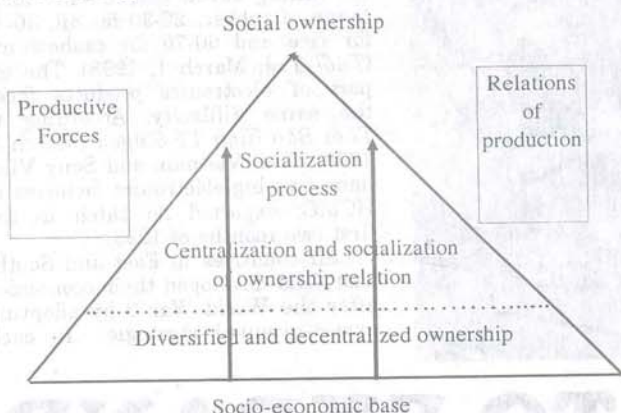 Social ownership
Productive
Forces
Relations
of
production
Socialization
process
Centralization and socialization
of ownership relation
Diversified and decentralized ownership
Socio-economic base